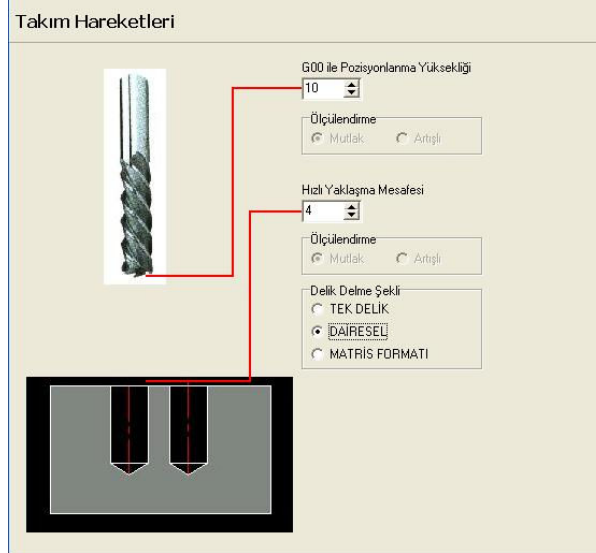 Takım Hareketleri
G00 ile Pozisyonlanma Yüksekliği
10
Ölçülendirme
Mutlak
Artışlı
Hızlı Yaklaşma Mesafesi
4
Ölçülendirme
Mutlak
Artışlı
Delik Delme Şekli
TEK DELİK
DAİRESEL
MATRİS FORMATI